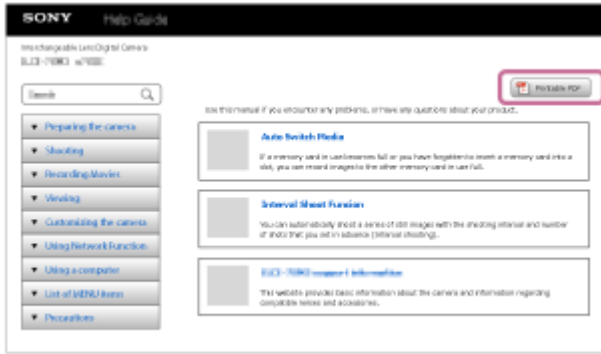 SONY Help Guide
Interchangeable Lens Digital Camera
Search
Printable PDF
Use this manual if you encounter any problems, or have any questions about your product.
Preparing the camera
Shooting
Recording Movies
Viewing
Customizing the camera
Using Network Function
Using a computer
List of MENU items
Precautions
Auto Switch Media
If a memory card in use becomes full or you have forgotten to insert a memory card into a
slot, you can record images to the other memory card in use full.
Interval Shoot Funsion
You can automatically shoot a series of still images with the shooting interval and number
of shots that you set in advance (Interval shooting).
support information
This website provides basic information about the camera and information regarding
compatible lenses and accessories.